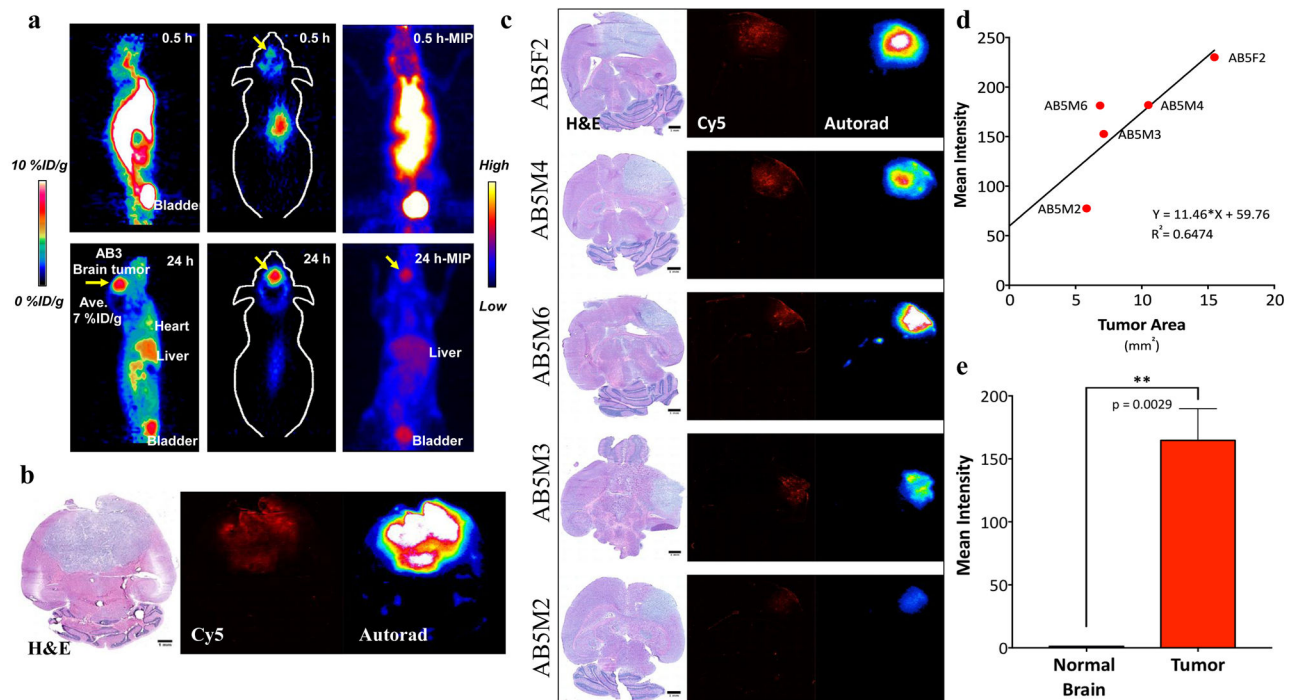 a
0.5 h
0.5 h
0.5 h-MIP
10 %ID/g
0 %ID/g
Bladder
High
Low
AB3
Brain tumor
24 h
24 h
24 h-MIP
Ave.
7 %ID/g
Heart
Liver
Bladder
Liver
Bladder
b
H&E
Cy5
Autorad
1 mm
c
AB5F2
H&E
Cy5
Autorad
AB5M4
AB5M6
AB5M3
AB5M2
d
Mean Intensity
250
200
150
100
50
0
0
5
10
15
20
AB5F2
AB5M6
AB5M4
AB5M3
AB5M2
Y = 11.46*X + 59.76
R² = 0.6474
Tumor Area
(mm²)
e
Mean Intensity
200
150
100
50
0
**
p = 0.0029
Normal
Brain
Tumor